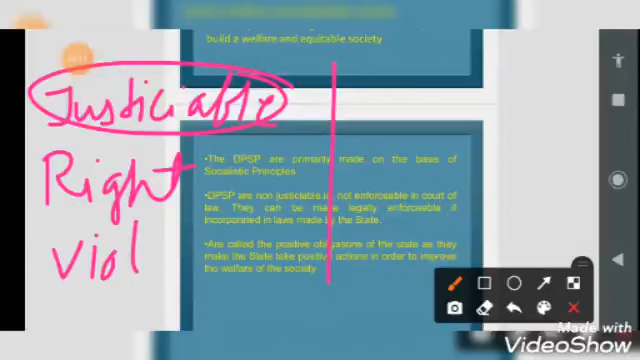 build a welfare and equitable society
Justiciable
Right
Viol
•The DPSP are primarily made on the basis of
Socialistic Principles
•DPSP are non justiciable i.e. not enforceable in court of
law. They can be made legally enforceable if
incorporated in laws made by the State.
•Are called the positive obligations of the state as they
make the State take positive actions in order to improve
the welfare of the society
Made with
VideoShow